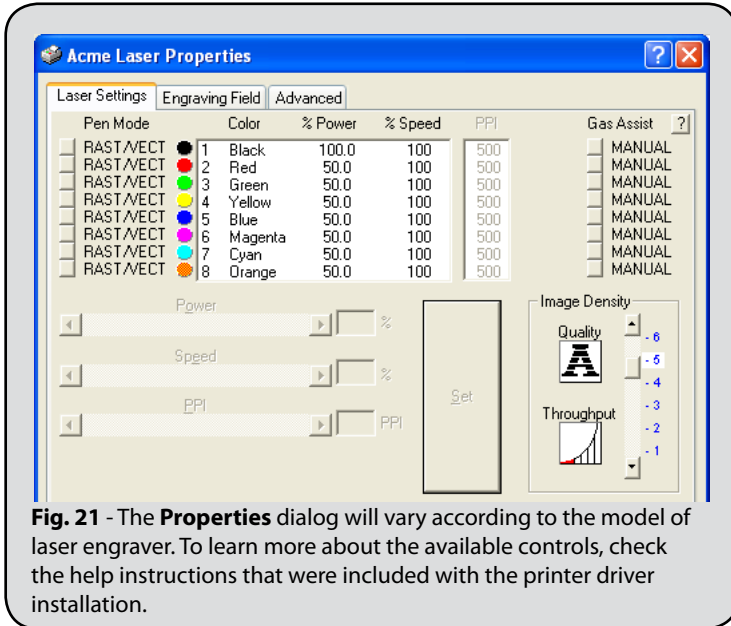 Acme Laser Properties
Laser Settings Engraving Field Advanced
Pen Mode Color % Power % Speed PPI Gas Assist ?
RAST/VECT 1 Black 100.0 100 500 MANUAL
RAST/VECT 2 Red 50.0 100 500 MANUAL
RAST/VECT 3 Green 50.0 100 500 MANUAL
RAST/VECT 4 Yellow 50.0 100 500 MANUAL
RAST/VECT 5 Blue 50.0 100 500 MANUAL
RAST/VECT 6 Magenta 50.0 100 500 MANUAL
RAST/VECT 7 Cyan 50.0 100 500 MANUAL
RAST/VECT 8 Orange 50.0 100 500 MANUAL
Power
%
Speed
%
PPI
PPI
Set
Image Density
Quality
A
Throughput
- 6
- 5
- 4
- 3
- 2
- 1
Fig. 21 - The Properties dialog will vary according to the model of
laser engraver. To learn more about the available controls, check
the help instructions that were included with the printer driver
installation.